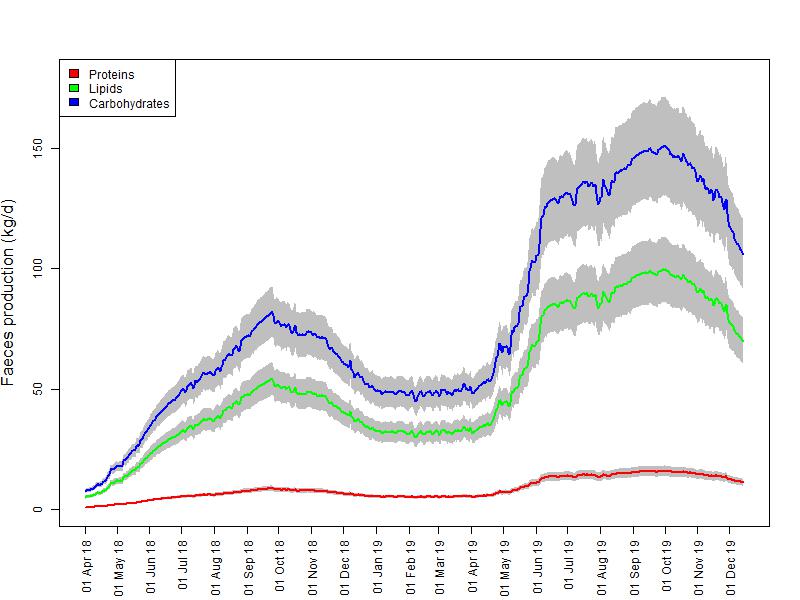 Proteins
Lipids
Carbohydrates
Faeces production (kg/d)
150
100
50
0
01 Apr 18
01 May 18
01 Jun 18
01 Jul 18
01 Aug 18
01 Sep 18
01 Oct 18
01 Nov 18
01 Dec 18
01 Jan 19
01 Feb 19
01 Mar 19
01 Apr 19
01 May 19
01 Jun 19
01 Jul 19
01 Aug 19
01 Sep 19
01 Oct 19
01 Nov 19
01 Dec 19